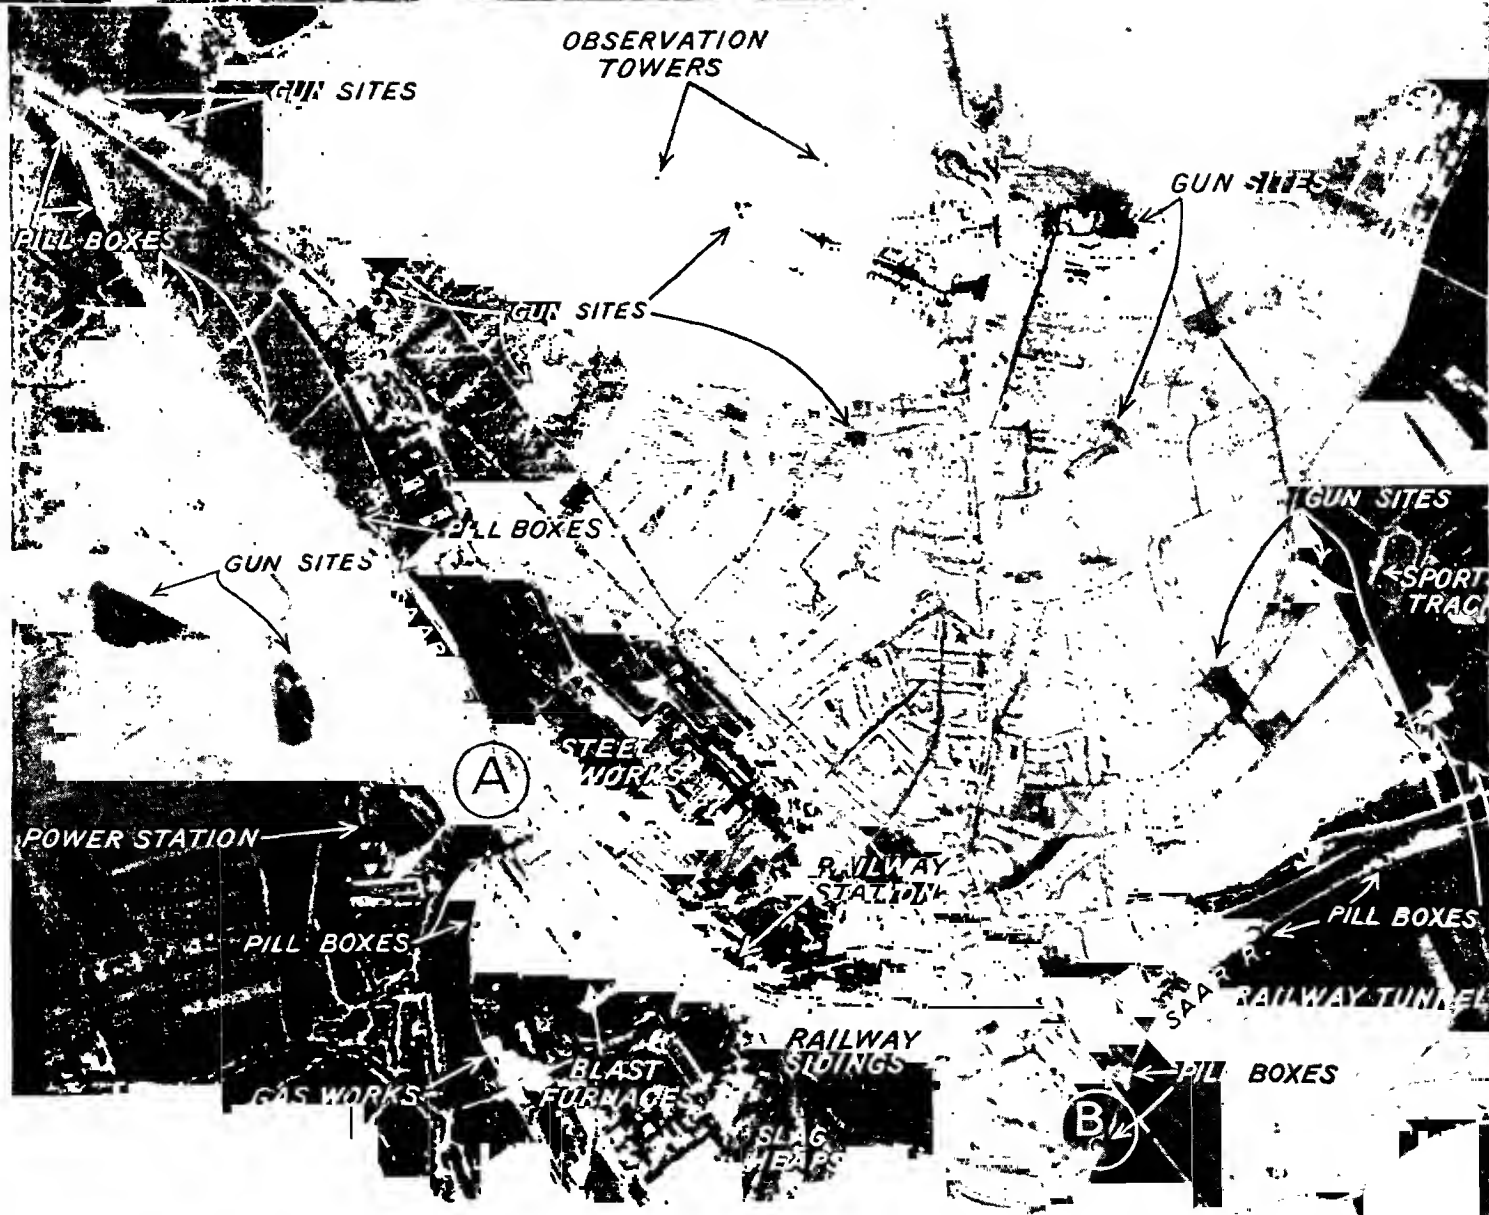 OBSERVATION
TOWERS
GUN SITES
GUN SITES
PILL BOXES
GUN SITES
GUN SITES
PILL BOXES
GUN SITES
SPORT
TRAC
STEEL
WORKS
A
POWER STATION
RAILWAY
STATION
PILL BOXES
PILL BOXES
SAAR R.
RAILWAY TUNNEL
RAILWAY
SIDINGS
BLAST
FURNACES
GAS WORKS
PILL BOXES
B
SLAG
HEAPS